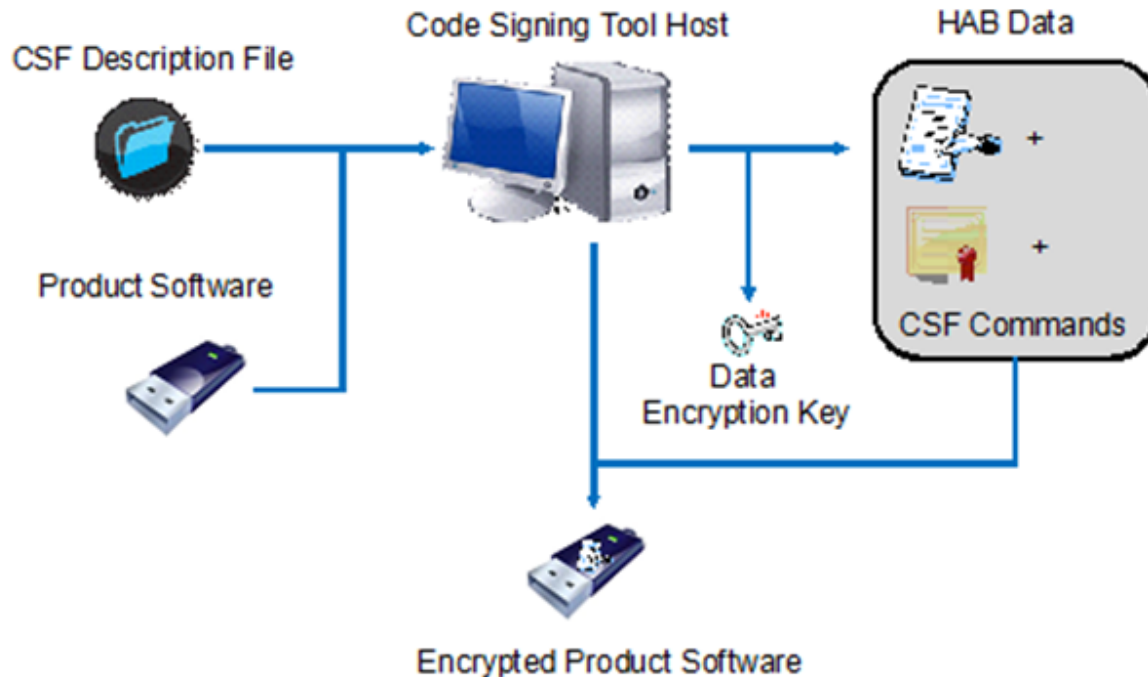 Code Signing Tool Host
HAB Data
CSF Description File
+
Product Software
+
CSF Commands
Data
Encryption Key
Encrypted Product Software